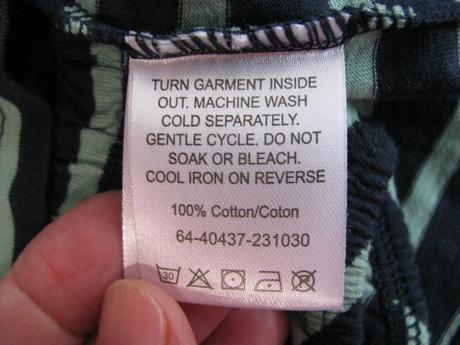 TURN GARMENT INSIDE
OUT. MACHINE WASH
COLD SEPARATELY.
GENTLE CYCLE. DO NOT
SOAK OR BLEACH.
COOL IRON ON REVERSE
100% Cotton/Coton
64-40437-231030
30